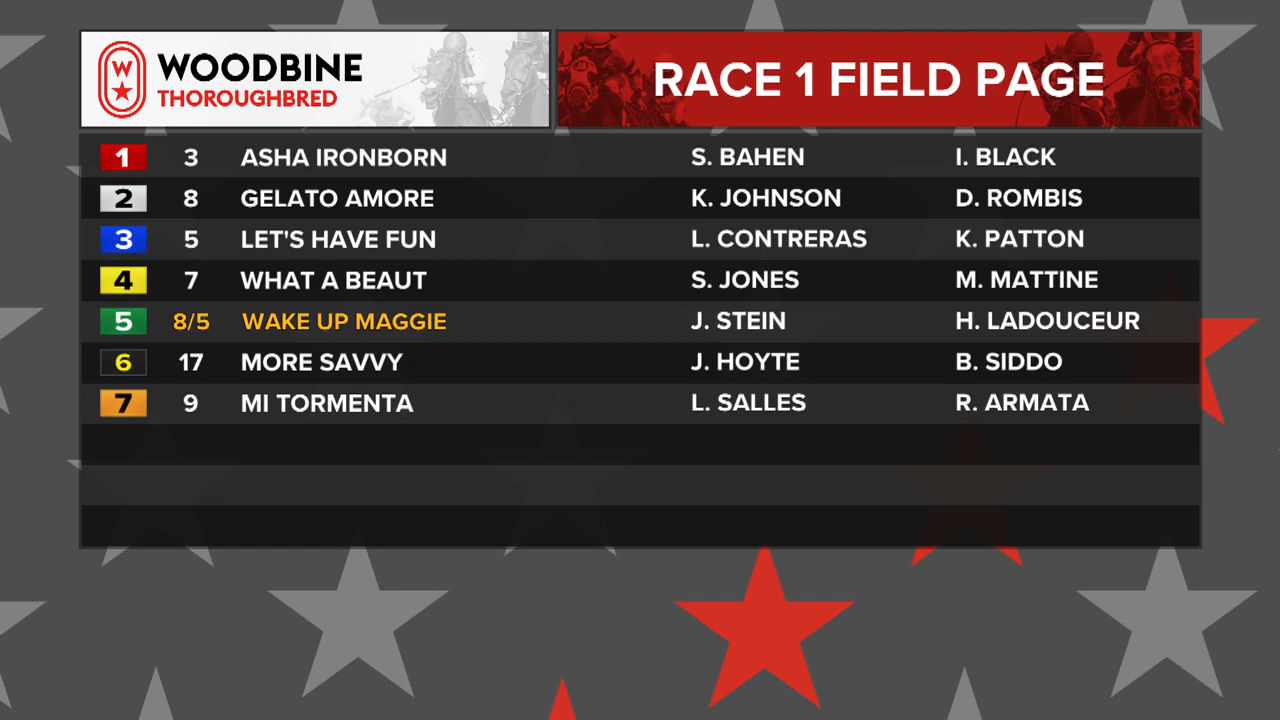 W
WOODBINE
THOROUGHBRED
RACE 1 FIELD PAGE
1 3 ASHA IRONBORN S. BAHEN I. BLACK
2 8 GELATO AMORE K. JOHNSON D. ROMBIS
3 5 LET'S HAVE FUN L. CONTRERAS K. PATTON
4 7 WHAT A BEAUT S. JONES M. MATTINE
5 8/5 WAKE UP MAGGIE J. STEIN H. LADOUCEUR
6 17 MORE SAVVY J. HOYTE B. SIDDO
7 9 MI TORMENTA L. SALLES R. ARMATA